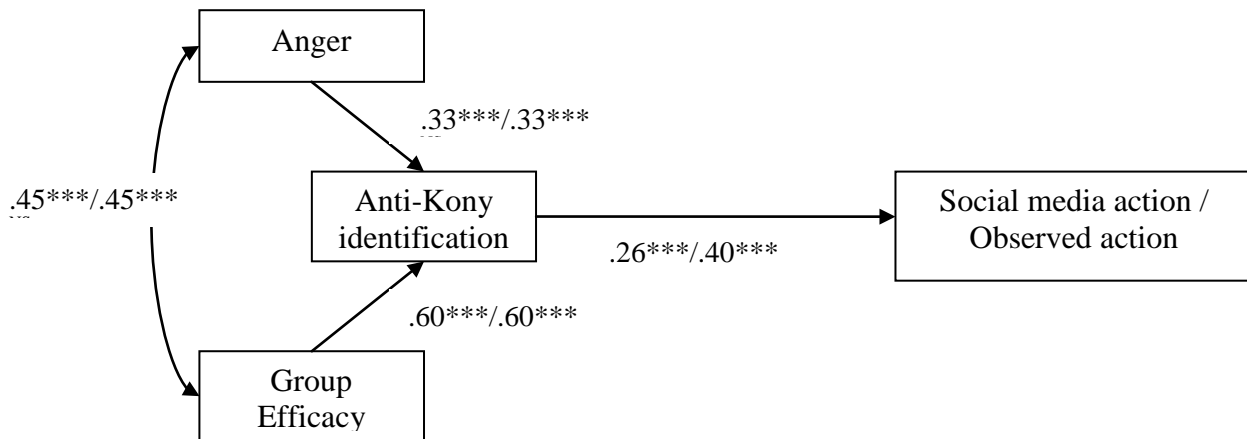 Anger
.33***/.33***
.45***/.45***
Anti-Kony
identification
Social media action /
Observed action
.26***/.40***
.60***/.60***
Group
Efficacy